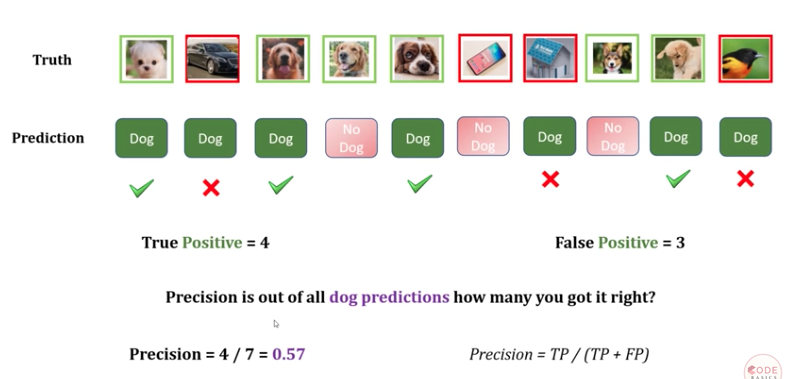 Truth
Prediction
Dog
Dog
Dog
No
Dog
Dog
No
Dog
Dog
No
Dog
Dog
Dog
True Positive = 4
False Positive = 3
Precision is out of all dog predictions how many you got it right?
Precision = 4 / 7 = 0.57
Precision = TP / (TP + FP)
CODE
BASICS